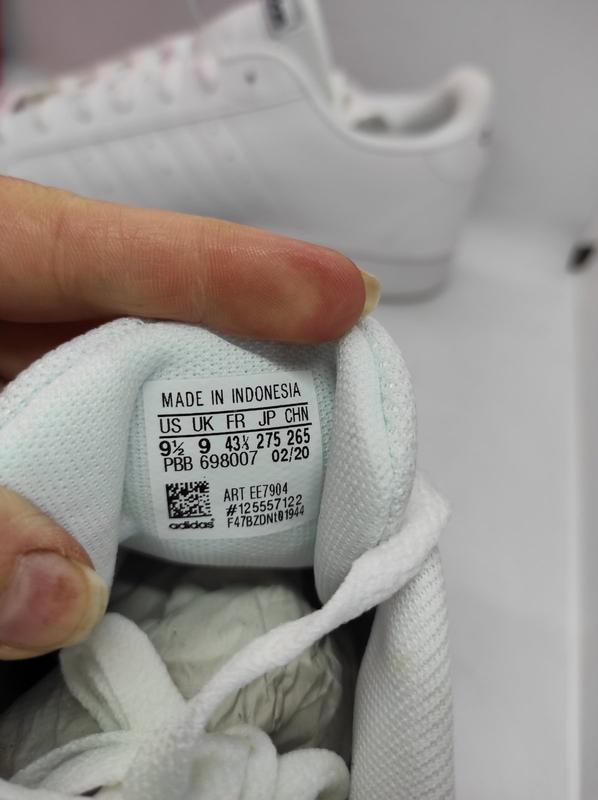 MADE IN INDONESIA
US UK FR JP CHN
9½ 9 43⅓ 275 265
PBB 698007 02/20
ART EE7904
#125557122
adidas F47BZDNt01944